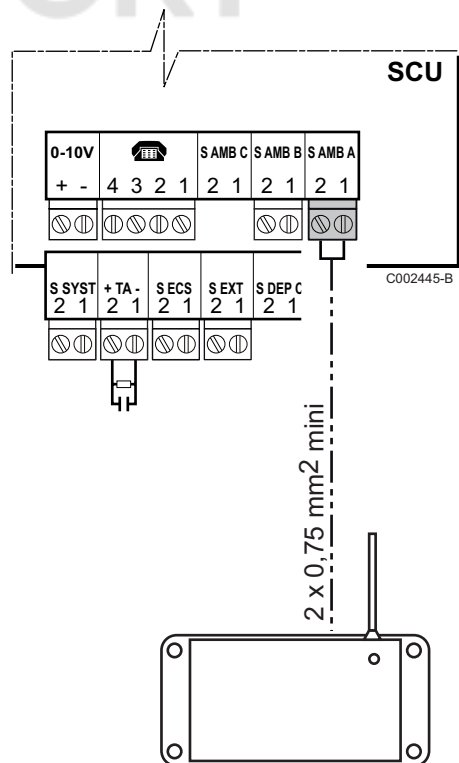 SCU
0-10V S AMB C S AMB B S AMB A
+ - 4 3 2 1 2 1 2 1 2 1
C002445-B
S SYST + TA - S ECS S EXT S DEP C
2 1 2 1 2 1 2 1 2 1
2 x 0,75 mm2 mini